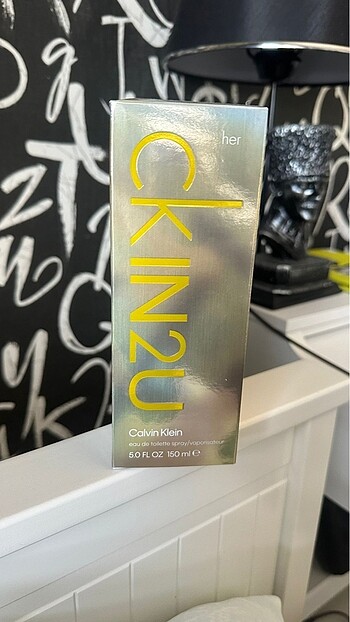 her
CKIN2U
Calvin Klein
eau de toilette spray/vaporisateur
5.0 FL OZ 150 ml ℮